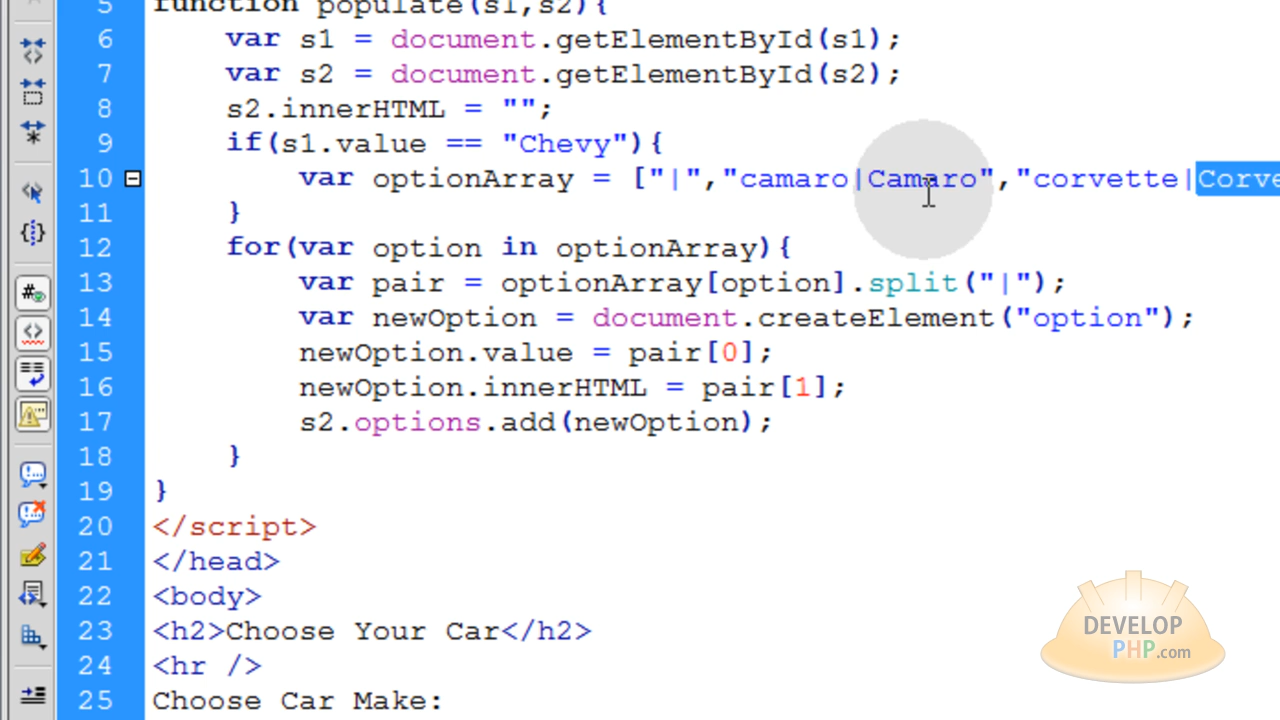 5 function populate(s1,s2){
6 var s1 = document.getElementById(s1);
7 var s2 = document.getElementById(s2);
8 s2.innerHTML = "";
9 if(s1.value == "Chevy"){
10 var optionArray = ["|","camaro|Camaro","corvette|Corve
11 }
12 for(var option in optionArray){
13 var pair = optionArray[option].split("|");
14 var newOption = document.createElement("option");
15 newOption.value = pair[0];
16 newOption.innerHTML = pair[1];
17 s2.options.add(newOption);
18 }
19 }
20 </script>
21 </head>
22 <body>
23 <h2>Choose Your Car</h2>
24 <hr />
25 Choose Car Make:
DEVELOP
PHP.com